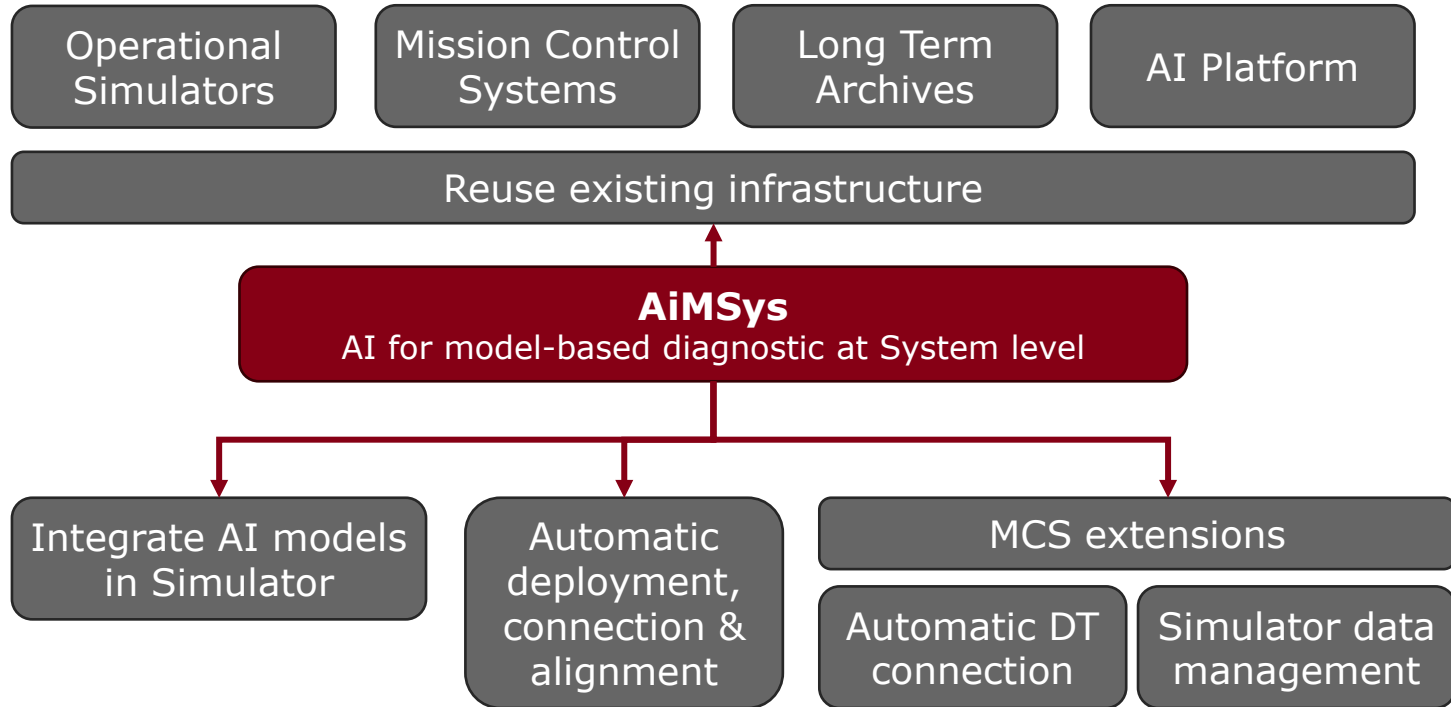 Operational
Simulators
Mission Control
Systems
Long Term
Archives
AI Platform
Reuse existing infrastructure
AiMSys
AI for model-based diagnostic at System level
Integrate AI models
in Simulator
Automatic
deployment,
connection &
alignment
MCS extensions
Automatic DT
connection
Simulator data
management